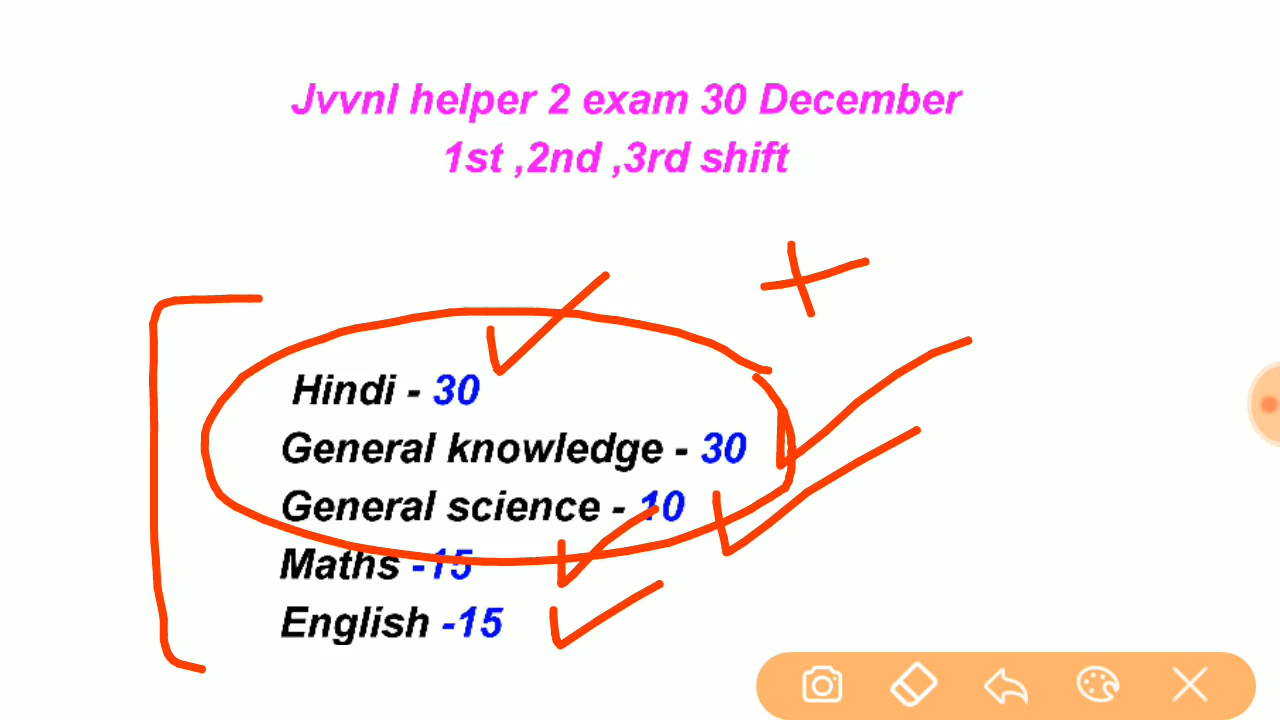 Jvvnl helper 2 exam 30 December
1st ,2nd ,3rd shift
Hindi - 30
General knowledge - 30
General science - 10
Maths -15
English -15